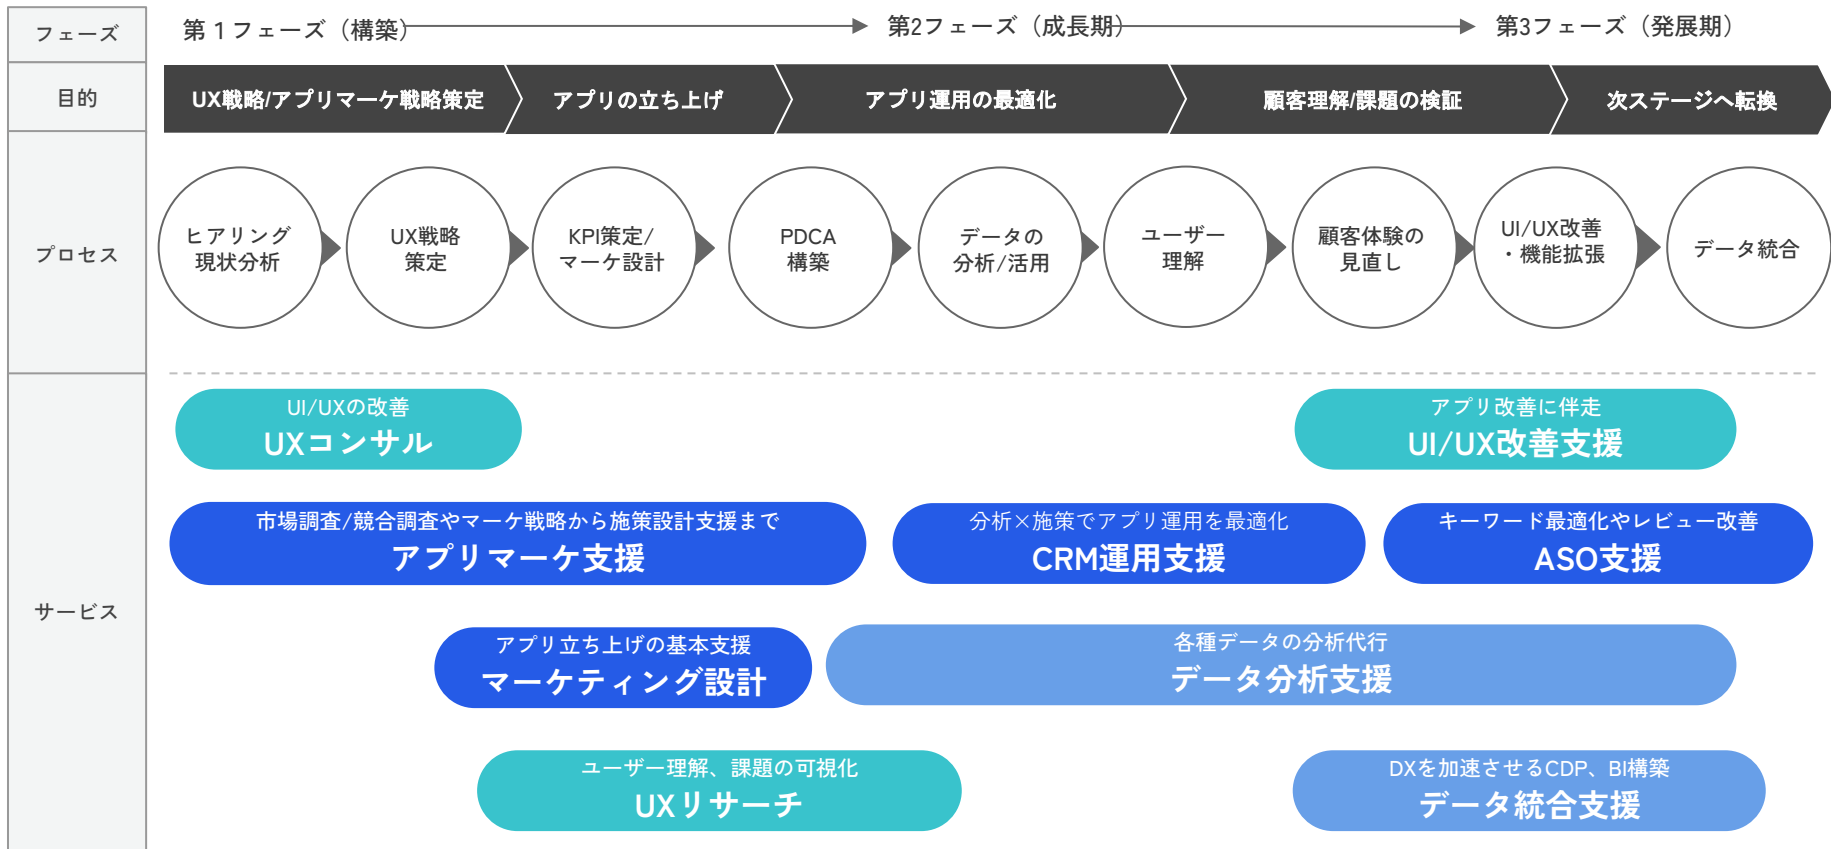 フェーズ
第１フェーズ（構築）
第2フェーズ（成長期）
第3フェーズ（発展期）
目的
UX戦略/アプリマーケ戦略策定
アプリの立ち上げ
アプリ運用の最適化
顧客理解/課題の検証
次ステージへ転換
プロセス
ヒアリング
現状分析
UX戦略
策定
KPI策定/
マーケ設計
PDCA
構築
データの
分析/活用
ユーザー
理解
顧客体験の
見直し
UI/UX改善
・機能拡張
データ統合
サービス
UI/UXの改善
UXコンサル
アプリ改善に伴走
UI/UX改善支援
市場調査/競合調査やマーケ戦略から施策設計支援まで
アプリマーケ支援
分析×施策でアプリ運用を最適化
CRM運用支援
キーワード最適化やレビュー改善
ASO支援
アプリ立ち上げの基本支援
マーケティング設計
各種データの分析代行
データ分析支援
ユーザー理解、課題の可視化
UXリサーチ
DXを加速させるCDP、BI構築
データ統合支援